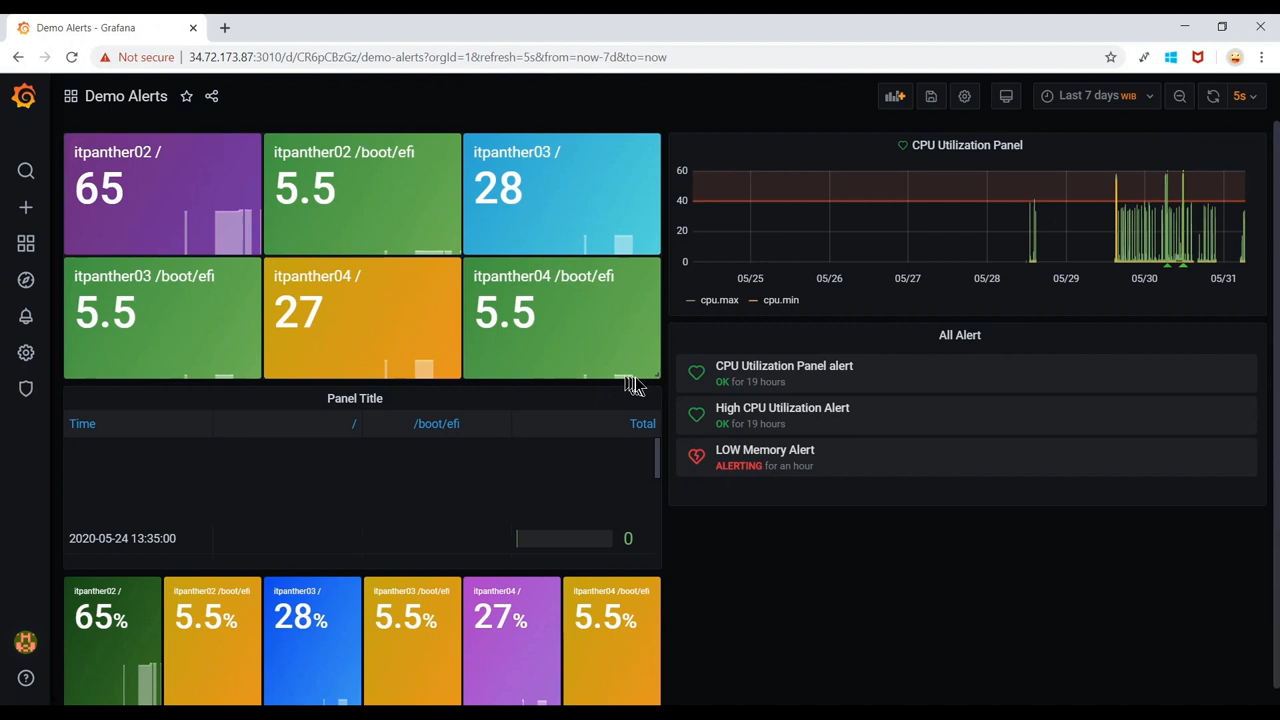 Demo Alerts - Grafana
Not secure
34.72.173.87:3010/d/CR6pCBzGz/demo-alerts?orgId=1&refresh=5s&from=now-7d&to=now
Demo Alerts
Last 7 days WIB
5s
itpanther02 /
65
itpanther02 /boot/efi
5.5
itpanther03 /
28
itpanther03 /boot/efi
5.5
itpanther04 /
27
itpanther04 /boot/efi
5.5
CPU Utilization Panel
60
40
20
0
05/25 05/26 05/27 05/28 05/29 05/30 05/31
cpu.max cpu.min
All Alert
CPU Utilization Panel alert
OK for 19 hours
High CPU Utilization Alert
OK for 19 hours
LOW Memory Alert
ALERTING for an hour
Panel Title
Time / /boot/efi Total
2020-05-24 13:35:00 0
itpanther02 /
65%
itpanther02 /boot/efi
5.5%
itpanther03 /
28%
itpanther03 /boot/efi
5.5%
itpanther04 /
27%
itpanther04 /boot/efi
5.5%